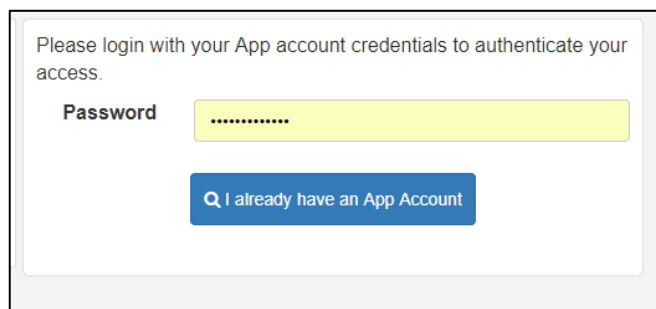 Please login with your App account credentials to authenticate your
access.
Password
•••••••••••••
I already have an App Account